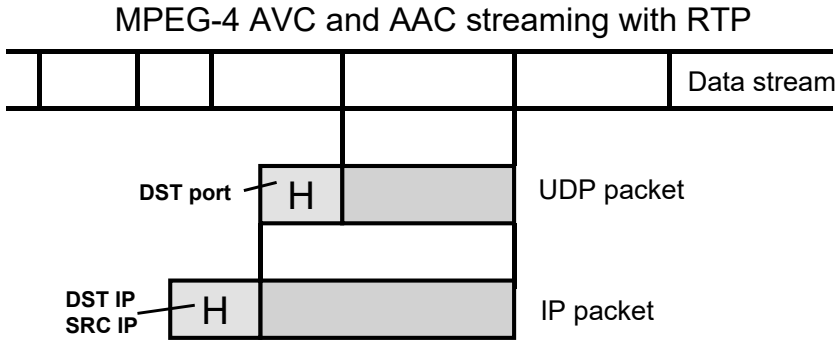 MPEG-4 AVC and AAC streaming with RTP
Data stream
DST port
H
UDP packet
DST IP
SRC IP
H
IP packet